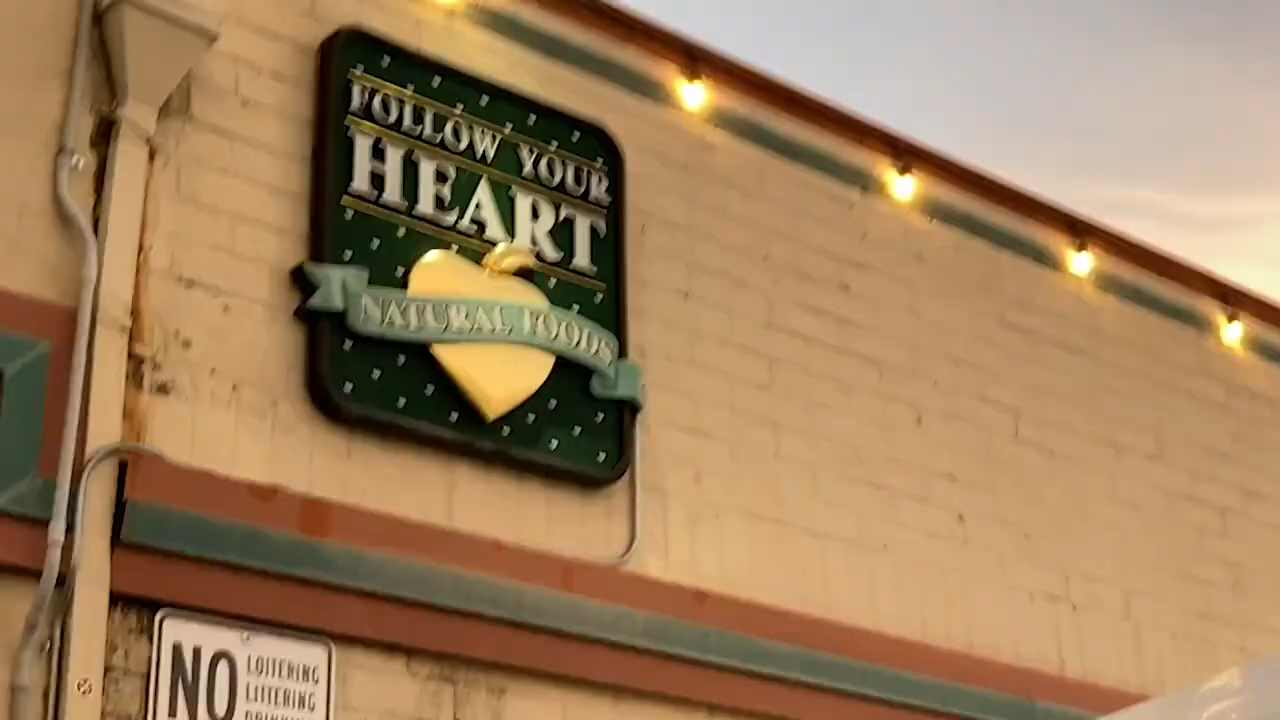 FOLLOW YOUR
HEART
NATURAL FOODS
NO
LOITERING
LITTERING